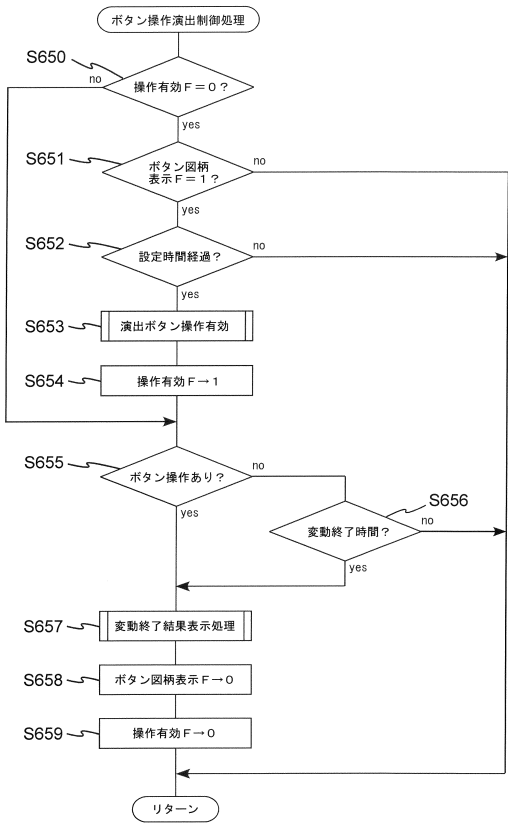 ボタン操作演出制御処理
S650
no
操作有効F=0?
yes
S651
ボタン図柄
表示F=1?
no
yes
S652
設定時間経過?
no
yes
S653
演出ボタン操作有効
S654
操作有効F→1
S655
ボタン操作あり?
no
yes
S656
変動終了時間?
no
yes
S657
変動終了結果表示処理
S658
ボタン図柄表示F→0
S659
操作有効F→0
リターン